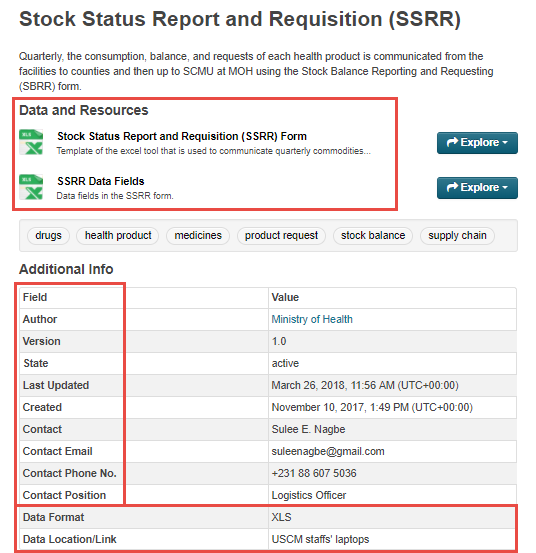 Stock Status Report and Requisition (SSRR)
Quarterly, the consumption, balance, and requests of each health product is communicated from the
facilities to counties and then up to SCMU at MOH using the Stock Balance Reporting and Requesting
(SBRR) form.
Data and Resources
XLS
Stock Status Report and Requisition (SSRR) Form
Template of the excel tool that is used to communicate quarterly commodities...
Explore
XLS
SSRR Data Fields
Data fields in the SSRR form.
Explore
drugs health product medicines product request stock balance supply chain
Additional Info
Field Value
Author Ministry of Health
Version 1.0
State active
Last Updated March 26, 2018, 11:56 AM (UTC+00:00)
Created November 10, 2017, 1:49 PM (UTC+00:00)
Contact Sulee E. Nagbe
Contact Email suleenagbe@gmail.com
Contact Phone No. +231 88 607 5036
Contact Position Logistics Officer
Data Format XLS
Data Location/Link USCM staffs' laptops